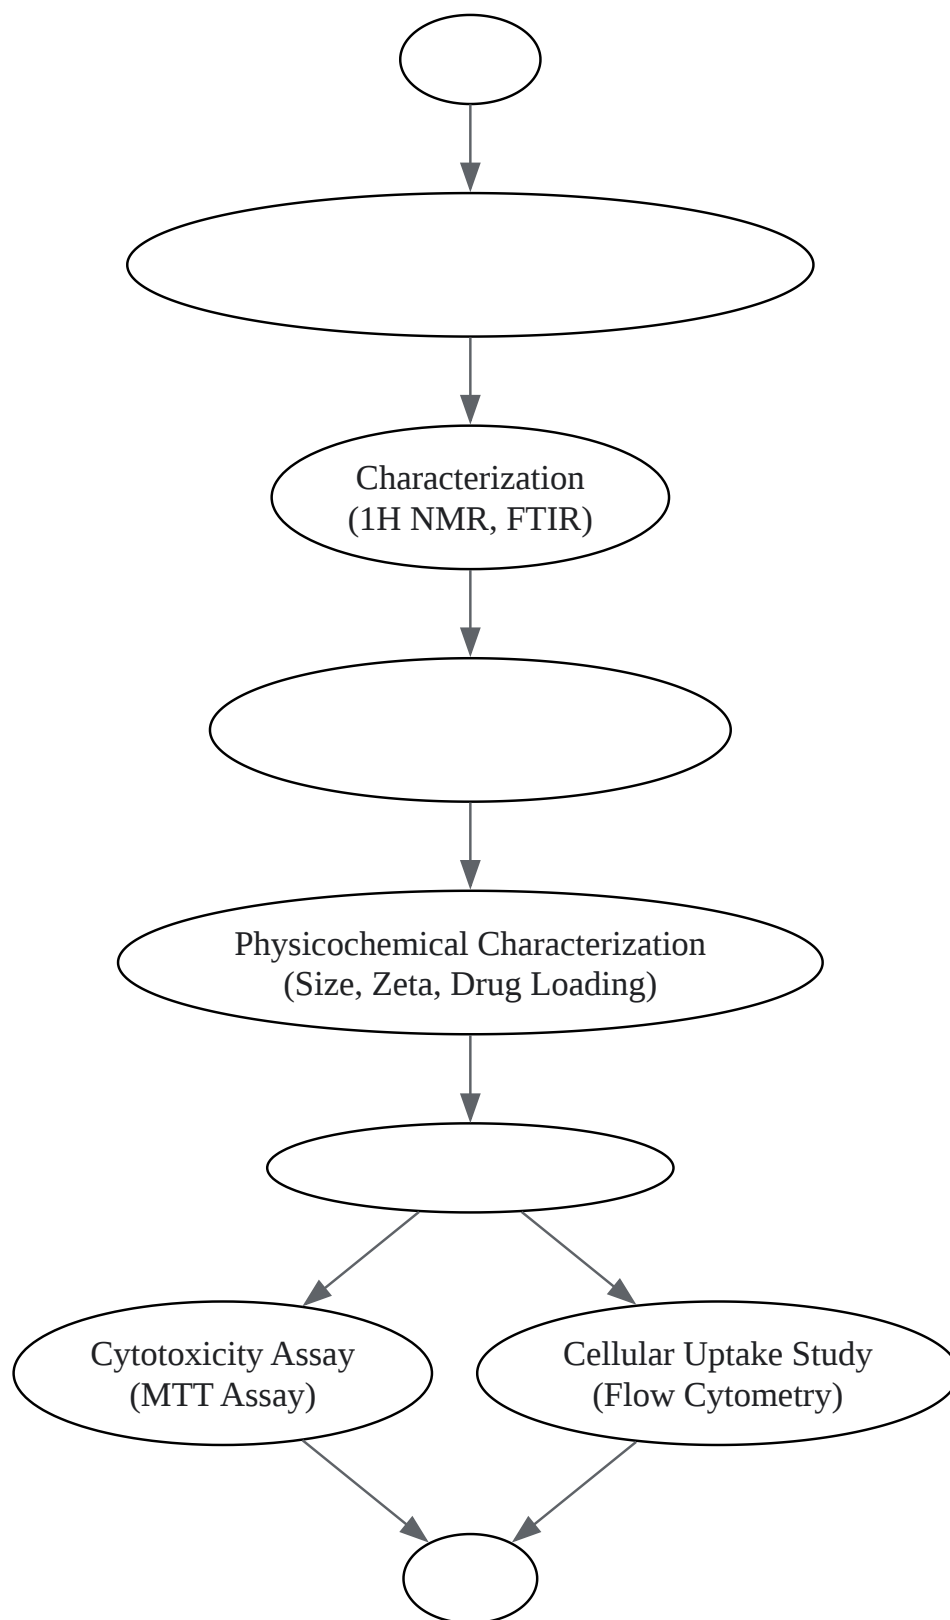 Characterization
(1H NMR, FTIR)
Physicochemical Characterization
(Size, Zeta, Drug Loading)
Cytotoxicity Assay
(MTT Assay)
Cellular Uptake Study
(Flow Cytometry)